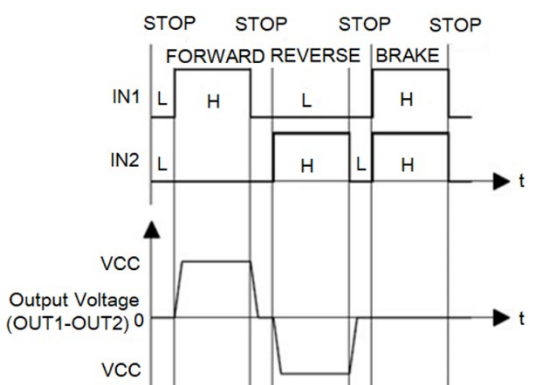 STOP STOP STOP STOP
FORWARD REVERSE BRAKE
IN1 L H L H
IN2 L H L H
t
VCC
Output Voltage
(OUT1-OUT2) 0
t
VCC